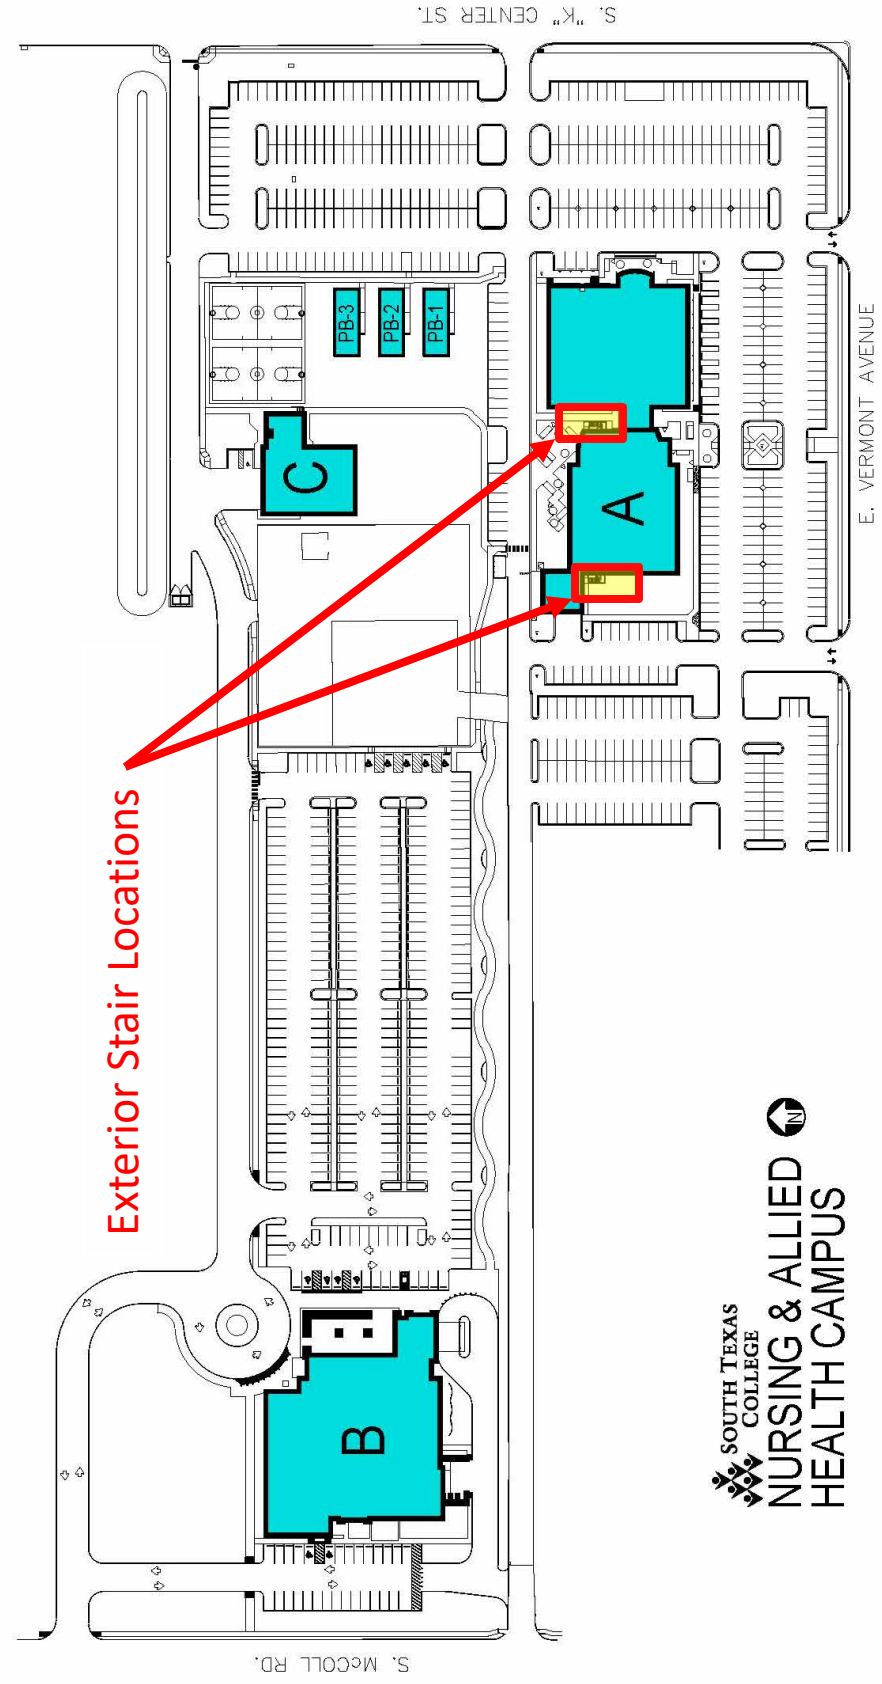 S. "K" CENTER ST.
E. VERMONT AVENUE
PB-3
PB-2
PB-1
C
A
Exterior Stair Locations
B
N
SOUTH TEXAS
COLLEGE
NURSING & ALLIED
HEALTH CAMPUS
S. McCOLL RD.